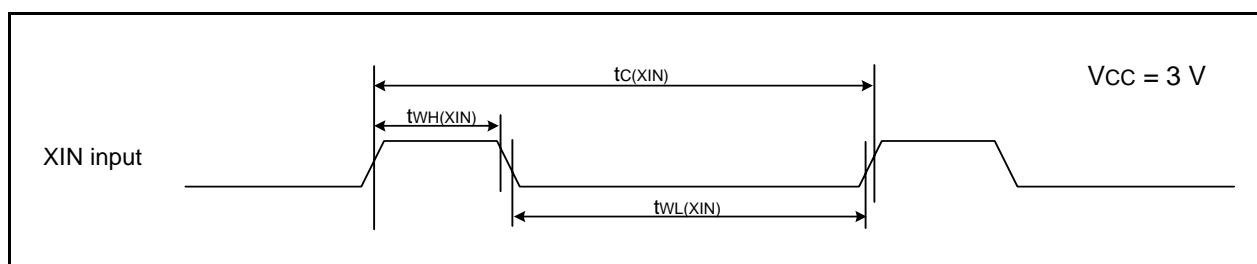 tC(XIN)
VCC = 3 V
tWH(XIN)
XIN input
tWL(XIN)